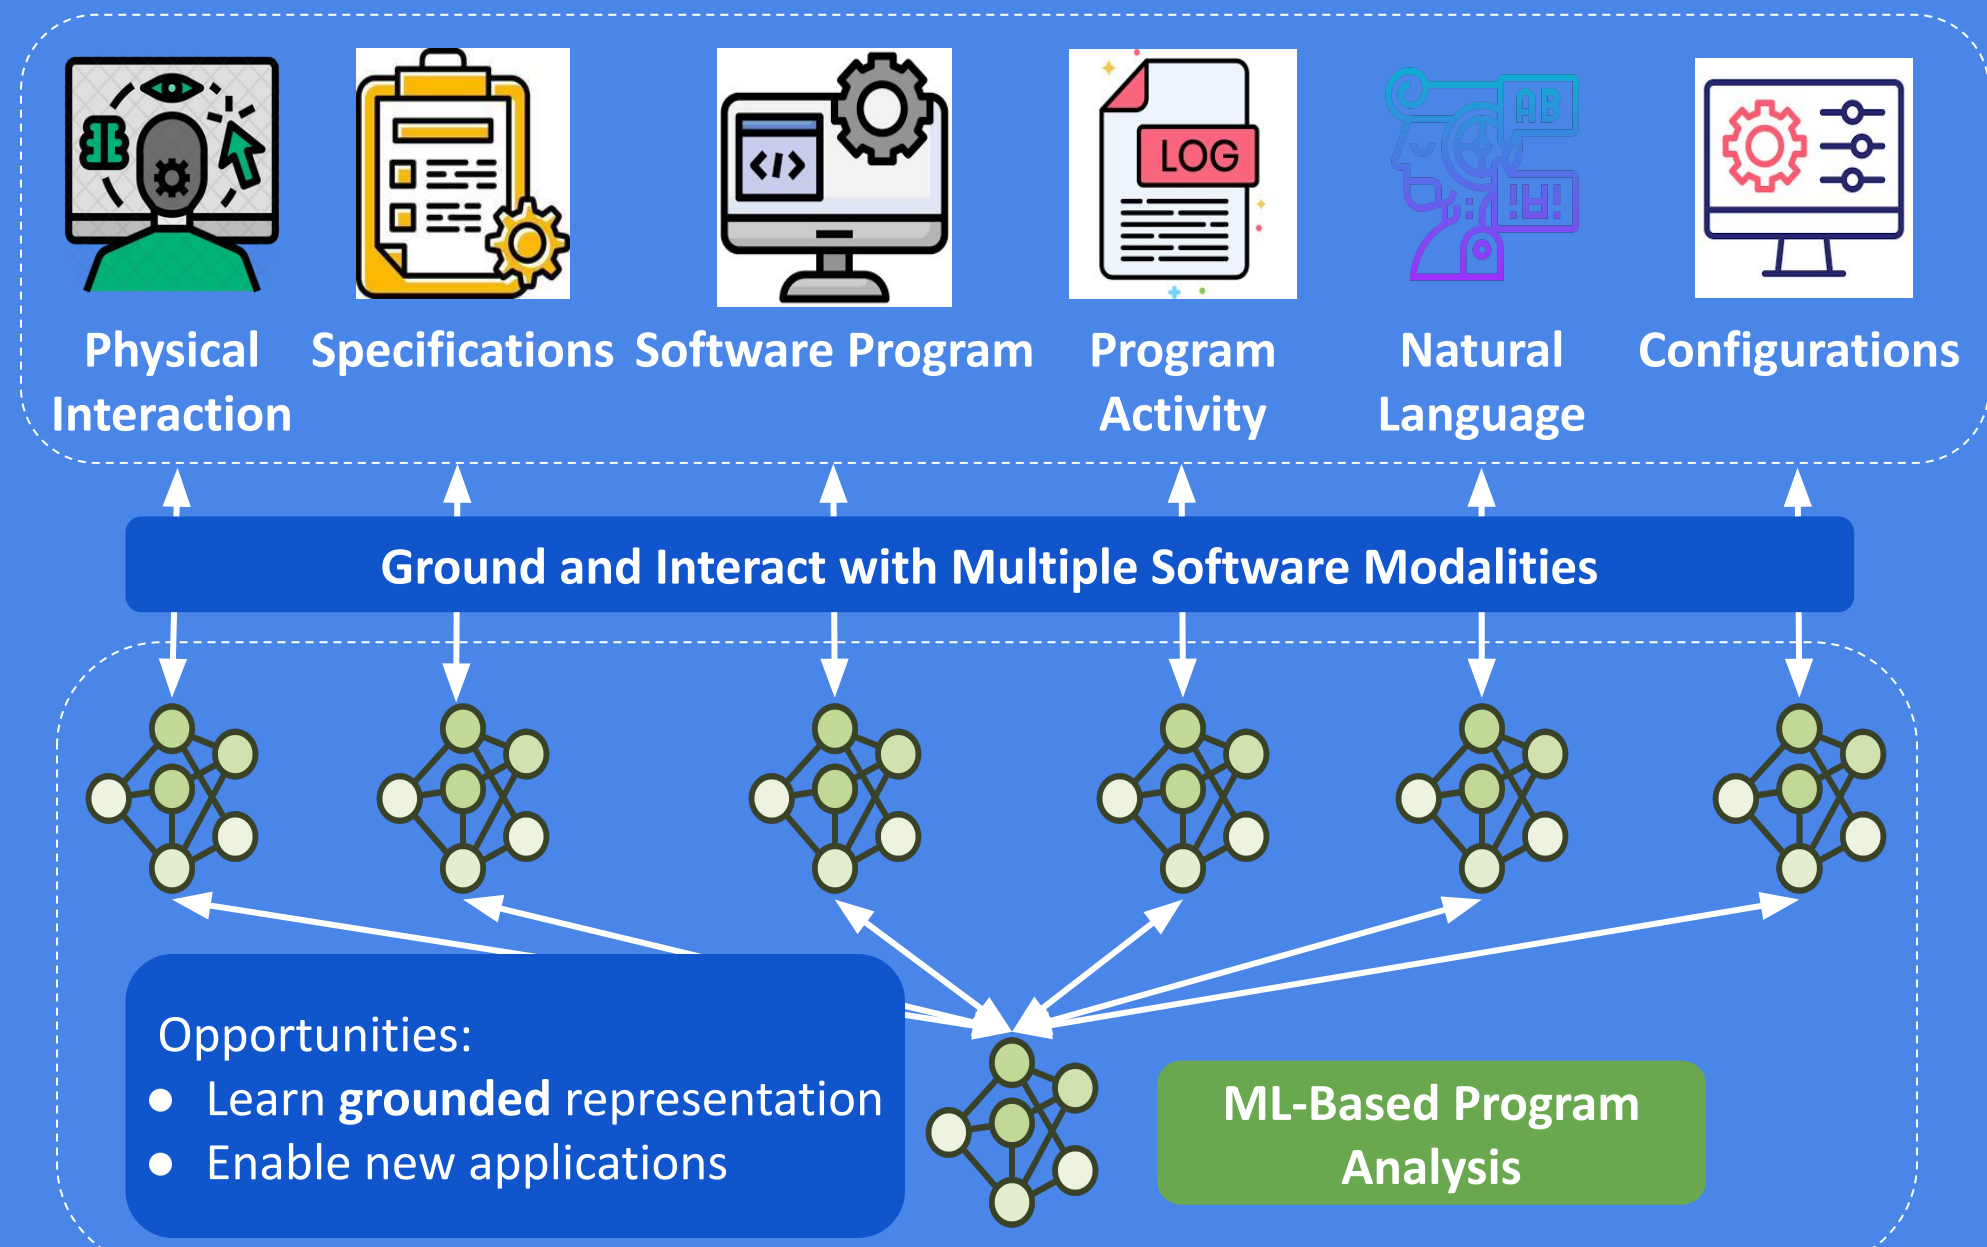 </>
LOG
AB
Physical
Interaction
Specifications
Software Program
Program
Activity
Natural
Language
Configurations
Ground and Interact with Multiple Software Modalities
Opportunities:
● Learn grounded representation
● Enable new applications
ML-Based Program
Analysis